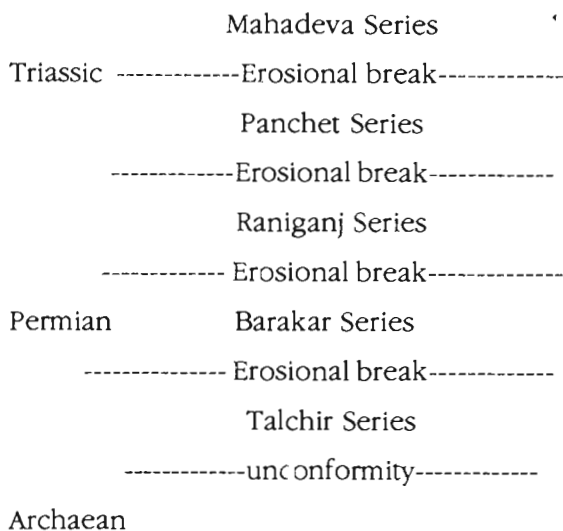 Mahadeva Series
Triassic ------------Erosional break-------------
Panchet Series
-------------Erosional break-------------
Raniganj Series
------------- Erosional break--------------
Permian Barakar Series
--------------- Erosional break-------------
Talchir Series
-------------unconformity-------------
Archaean